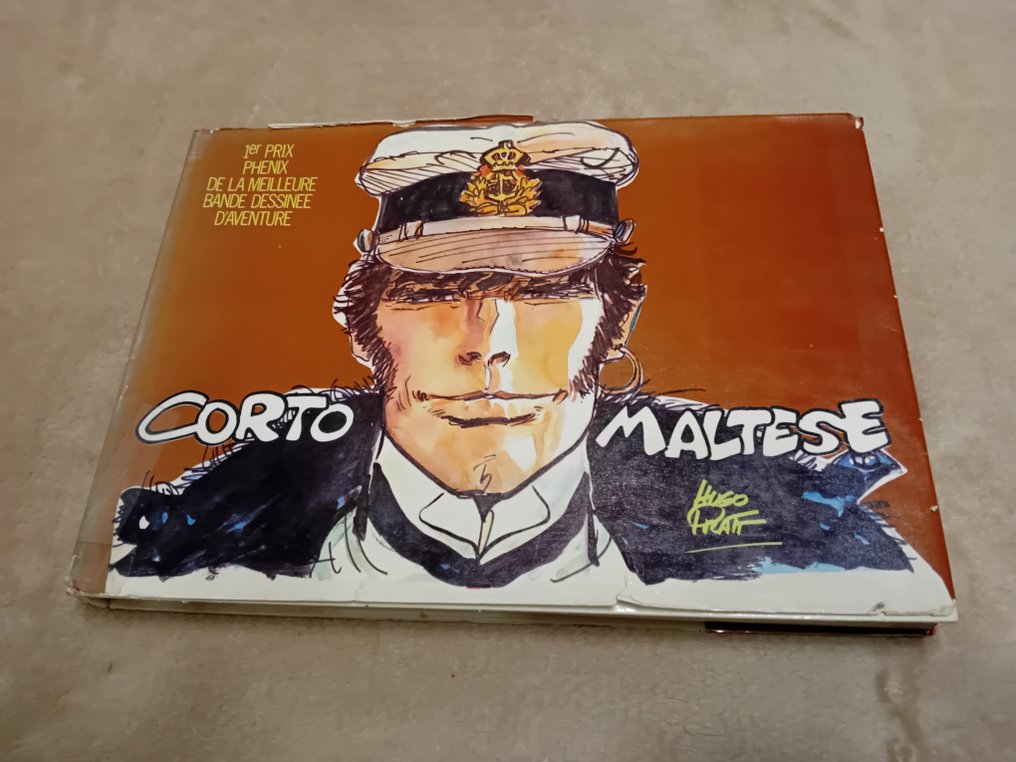 1er PRIX
PHENIX
DE LA MEILLEURE
BANDE DESSINEE
D'AVENTURE
CORTO MALTESE
HUGO
PRATT